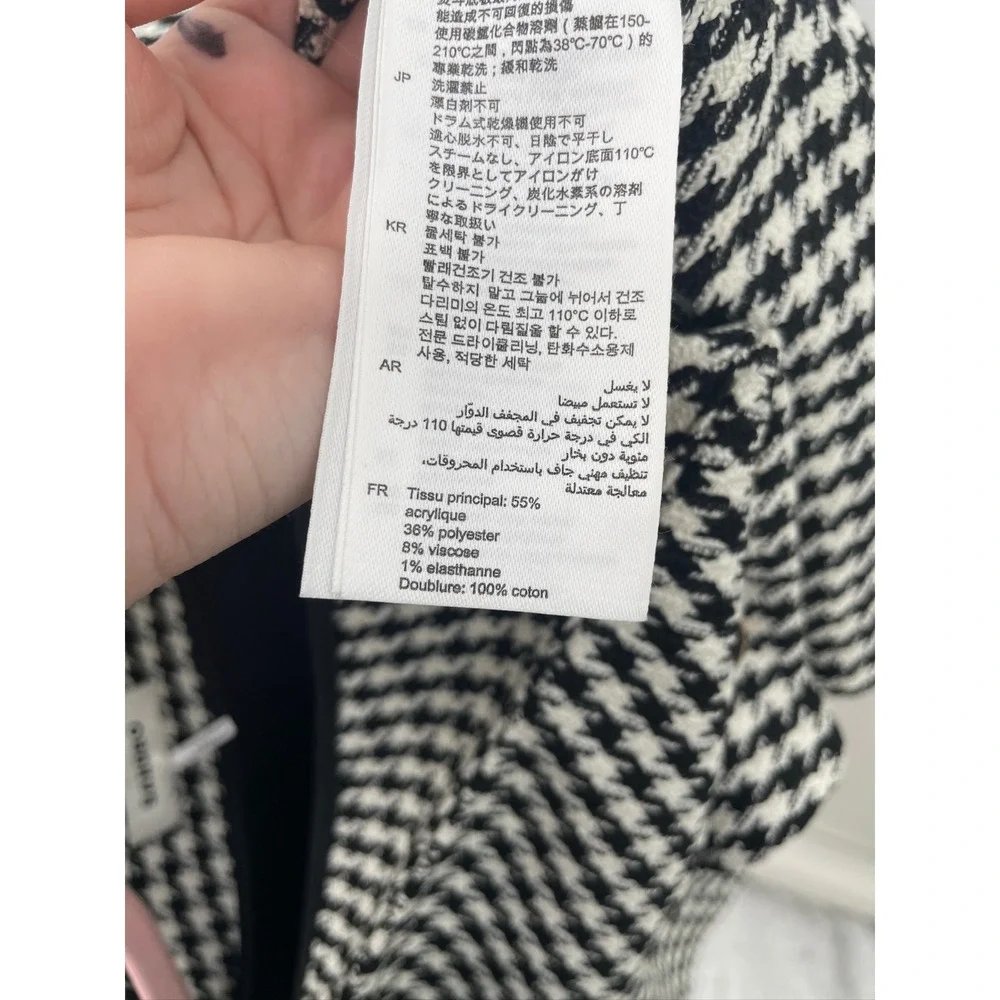 能造成不可回復的損傷
使用碳氫化合物溶劑（蒸餾在150-
210℃之間，閃點為38℃-70℃）的
專業乾洗；緩和乾洗
JP
洗濯禁止
漂白剤不可
ドラム式乾燥機使用不可
遠心脱水不可、日陰で平干し
スチームなし、アイロン底面110℃
を限界としてアイロンがけ
クリーニング、炭化水素系の溶剤
によるドライクリーニング、丁
寧な取扱い
KR
물세탁 불가
표백 불가
빨래건조기 건조 불가
탈수하지 말고 그늘에 뉘어서 건조
다리미의 온도 최고 110°C 이하로
스팀 없이 다림질을 할 수 있다.
전문 드라이클리닝, 탄화수소용제
사용, 적당한 세탁
AR
لا يغسل
لا تستعمل مبيضا
لا يمكن تجفيف في المجفف الدوّار
الكي في درجة حرارة قصوى قيمتها 110 درجة
مئوية دون بخار
تنظيف مهني جاف باستخدام المحروقات،
معالجة معتدلة
FR
Tissu principal: 55%
acrylique
36% polyester
8% viscose
1% elasthanne
Doublure: 100% coton